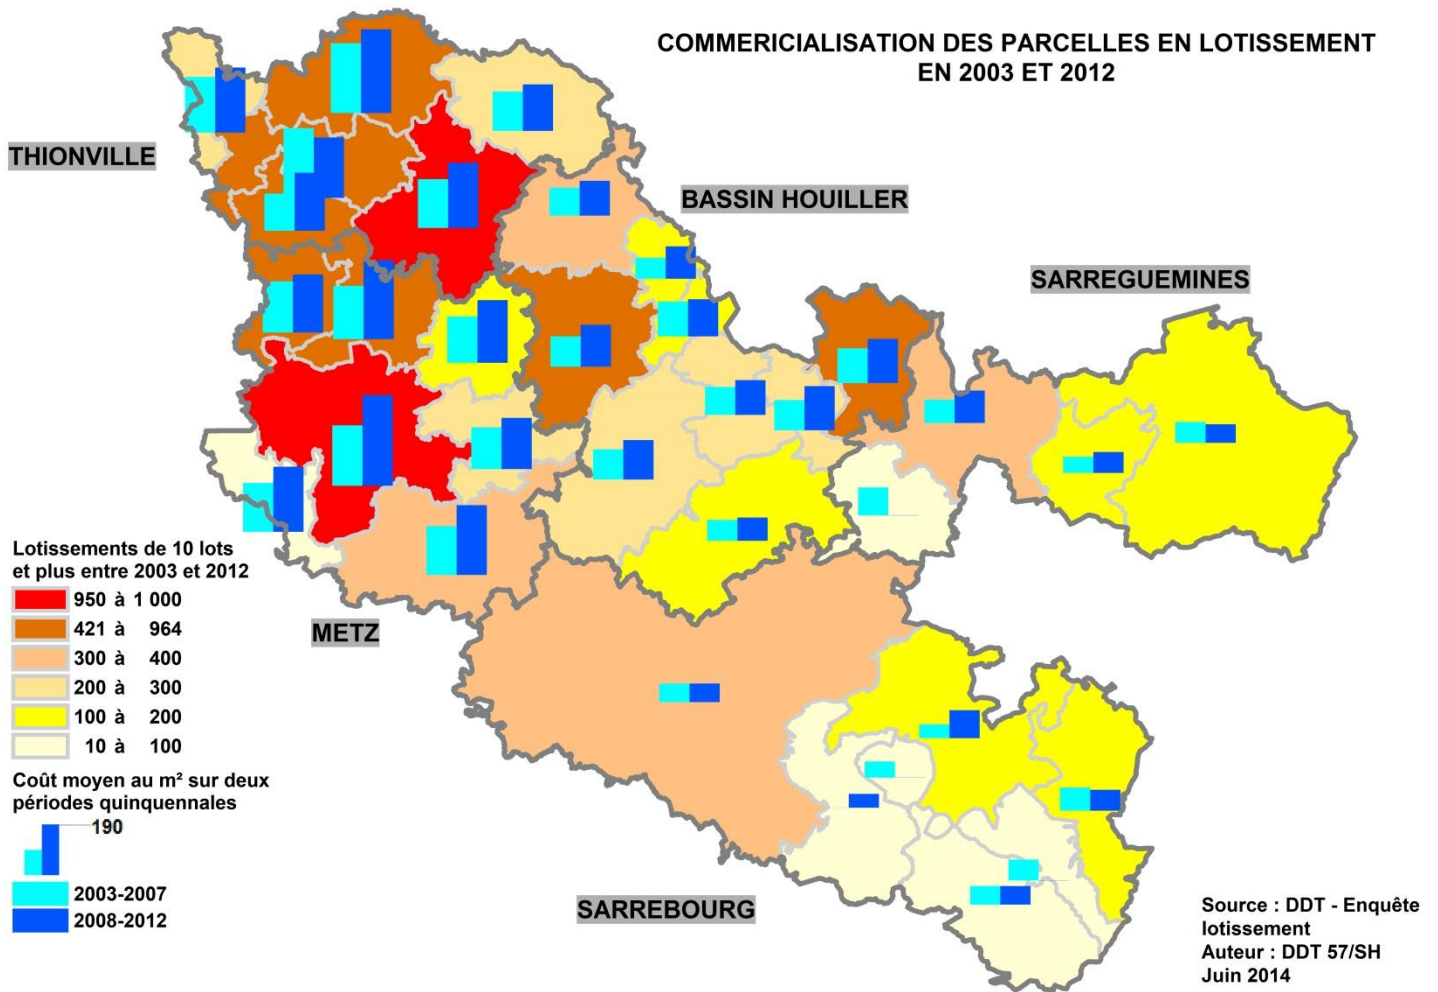 COMMERICIALISATION DES PARCELLES EN LOTISSEMENT
EN 2003 ET 2012
THIONVILLE
BASSIN HOUILLER
SARREGUEMINES
METZ
SARREBOURG
Lotissements de 10 lots
et plus entre 2003 et 2012
950 à 1 000
421 à 964
300 à 400
200 à 300
100 à 200
10 à 100
Coût moyen au m² sur deux
périodes quinquennales
190
2003-2007
2008-2012
Source : DDT - Enquête
lotissement
Auteur : DDT 57/SH
Juin 2014